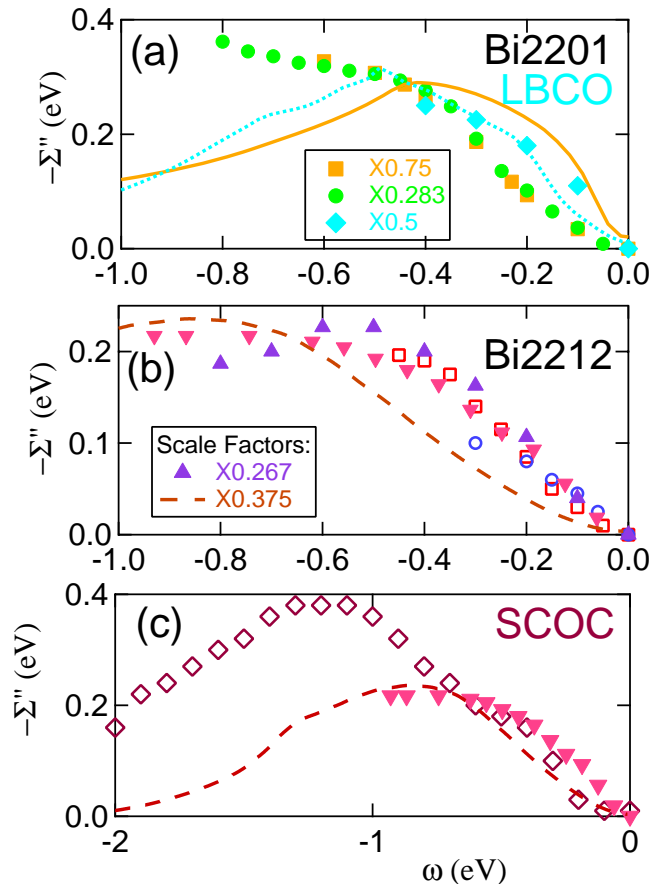 (a)
Bi2201
LBCO
−Σ'' (eV)
0.4
0.2
0.0
X0.75
X0.283
X0.5
-1.0 -0.8 -0.6 -0.4 -0.2 0.0
(b)
Bi2212
−Σ'' (eV)
0.2
0.1
0.0
Scale Factors:
X0.267
X0.375
-1.0 -0.8 -0.6 -0.4 -0.2 0.0
(c)
SCOC
−Σ'' (eV)
0.4
0.2
0.0
-2 -1 0
ω (eV)